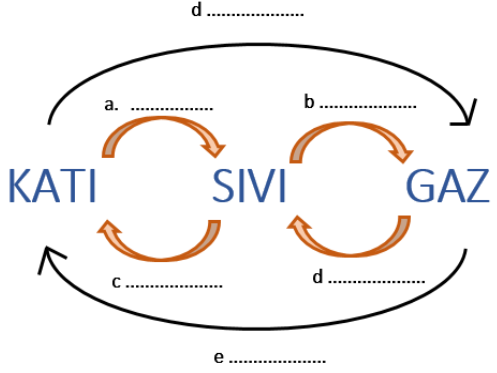 d ....................
a. .................
b ....................
KATI SIVI GAZ
c ....................
d ....................
e ....................